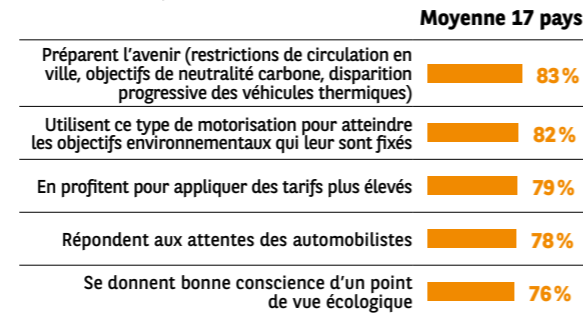 Moyenne 17 pays
Préparent l’avenir (restrictions de circulation en
ville, objectifs de neutralité carbone, disparition
progressive des véhicules thermiques)
83 %
Utilisent ce type de motorisation pour atteindre
les objectifs environnementaux qui leur sont fixés
82 %
En profitent pour appliquer des tarifs plus élevés
79 %
Répondent aux attentes des automobilistes
78 %
Se donnent bonne conscience d’un point
de vue écologique
76 %